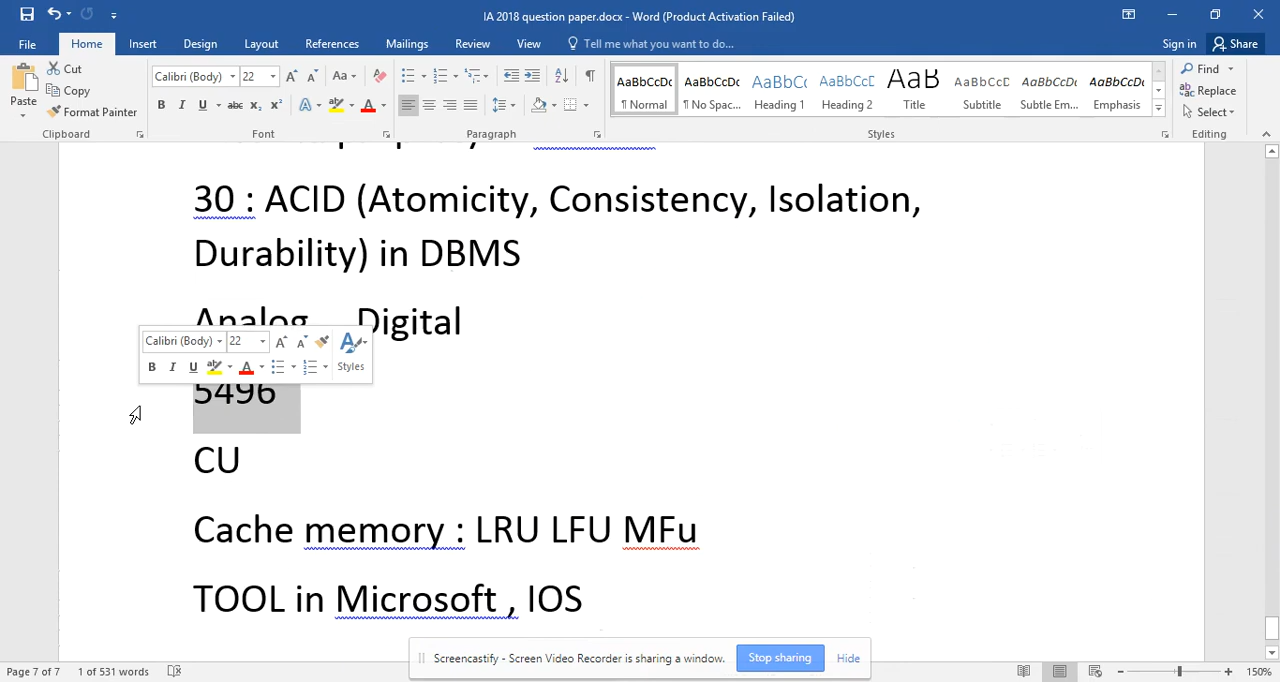 IA 2018 question paper.docx - Word (Product Activation Failed)
File Home Insert Design Layout References Mailings Review View Tell me what you want to do... Sign in Share
Paste Cut Copy Format Painter
Clipboard
Calibri (Body) 22
Font
Paragraph
AaBbCcDc ¶ Normal
AaBbCcDc ¶ No Spac...
AaBbCc Heading 1
AaBbCcD Heading 2
AaB Title
AaBbCcD Subtitle
AaBbCcDc Subtle Em...
AaBbCcDc Emphasis
Styles
Find
Replace
Select
Editing
30 : ACID (Atomicity, Consistency, Isolation,
Durability) in DBMS
Analog Digital
Calibri (Body) 22
Styles
5496
CU
Cache memory : LRU LFU MFu
TOOL in Microsoft , IOS
Screencastify - Screen Video Recorder is sharing a window. Stop sharing Hide
Page 7 of 7 1 of 531 words 150%